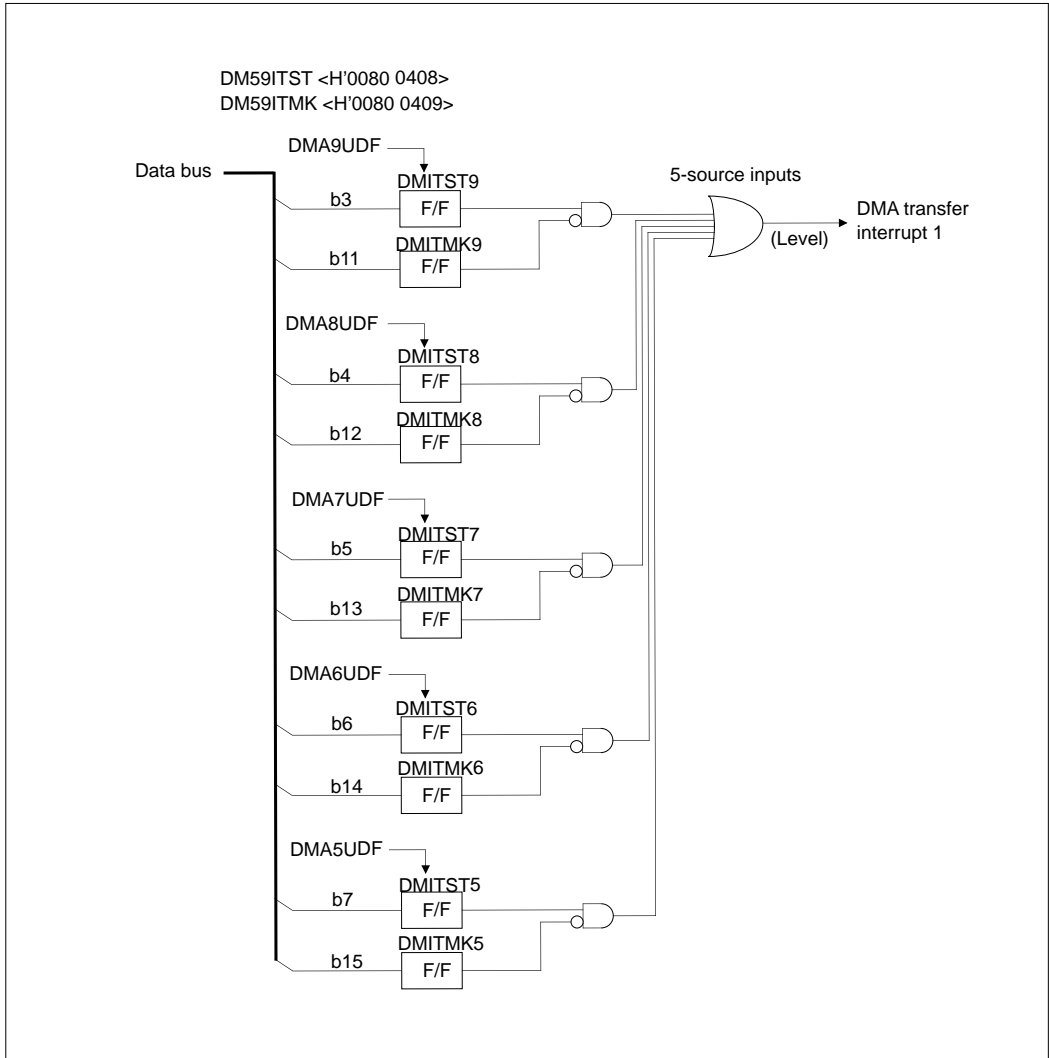 DM59ITST <H'0080 0408>
DM59ITMK <H'0080 0409>
DMA9UDF
Data bus
DMITST9
5-source inputs
b3
F/F
DMA transfer
interrupt 1
(Level)
DMITMK9
b11
F/F
DMA8UDF
DMITST8
b4
F/F
DMITMK8
b12
F/F
DMA7UDF
DMITST7
b5
F/F
DMITMK7
b13
F/F
DMA6UDF
DMITST6
b6
F/F
DMITMK6
b14
F/F
DMA5UDF
DMITST5
b7
F/F
DMITMK5
b15
F/F